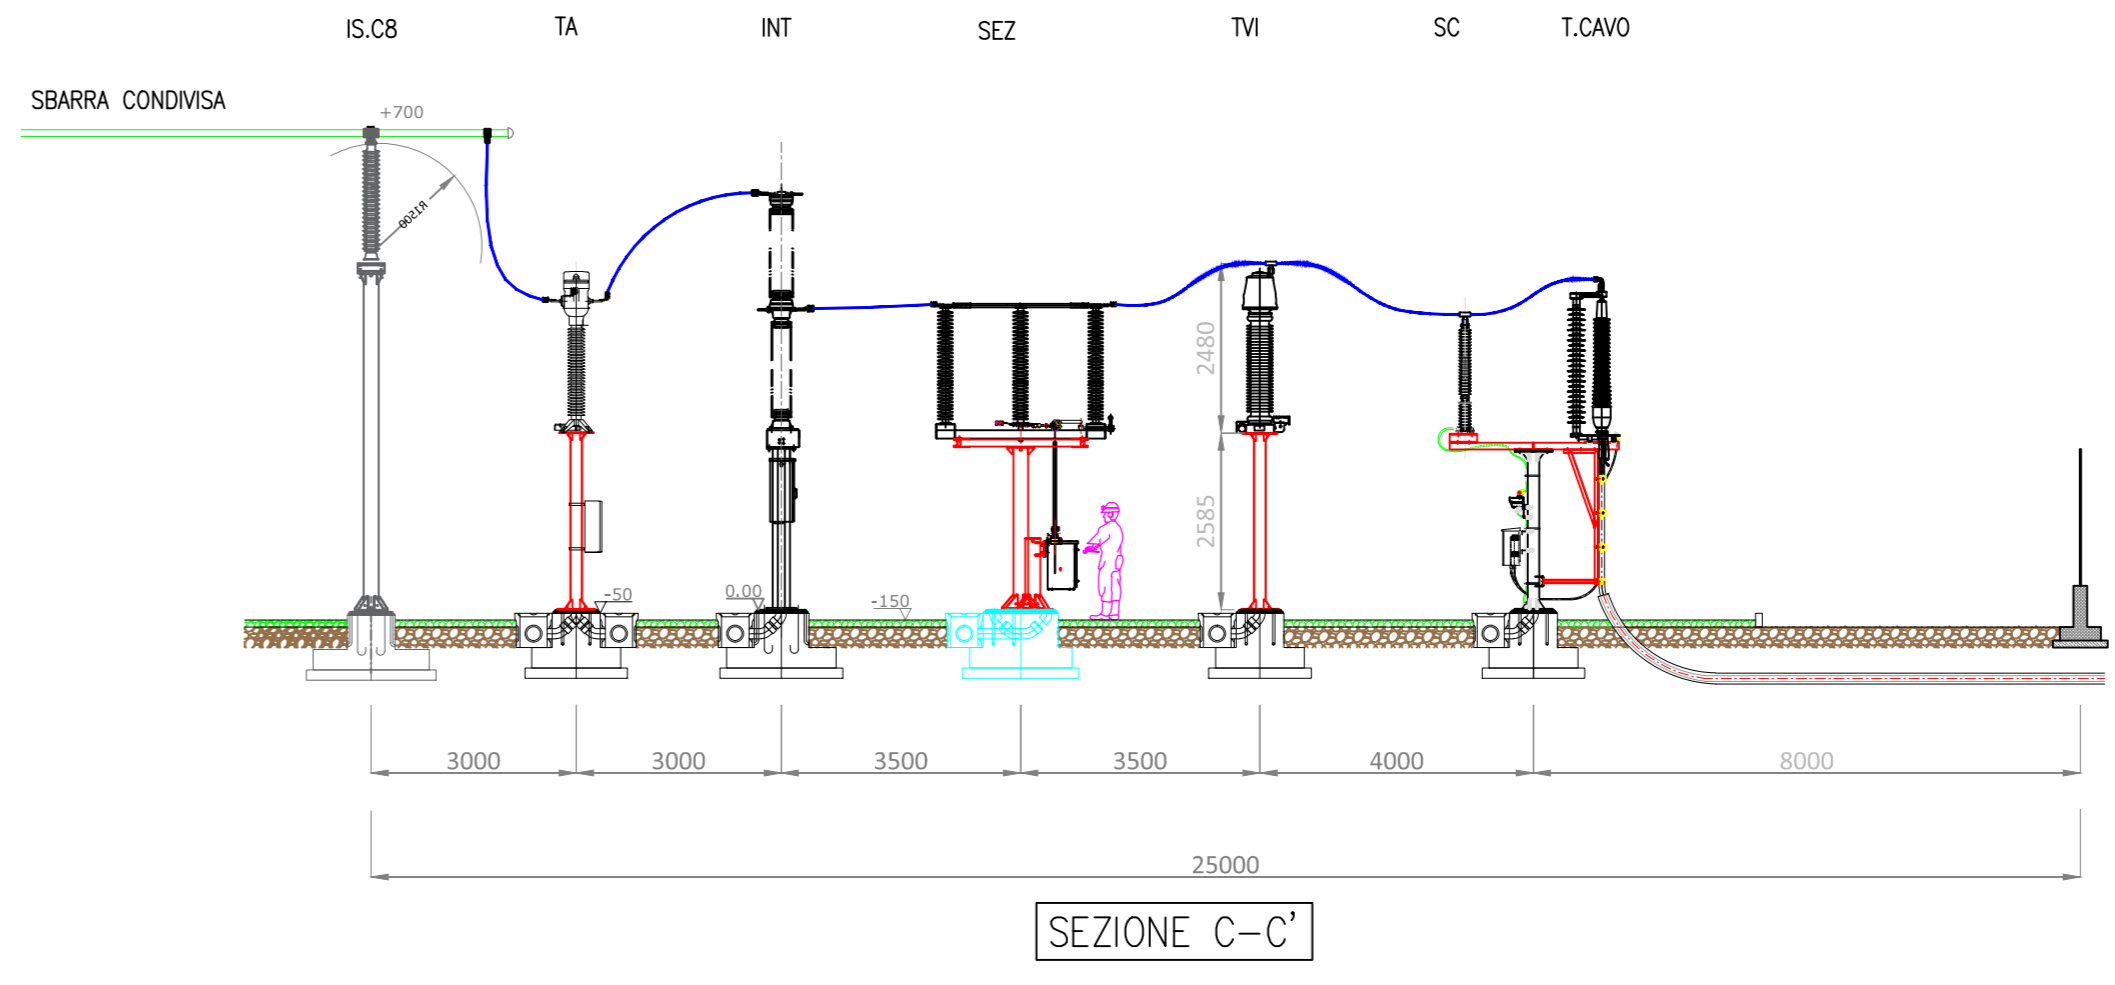 IS.C8 TA INT SEZ TVI SC T.CAVO
SBARRA CONDIVISA
+700
R1500
2480
2585
-50
0.00
-150
3000 3000 3500 3500 4000 8000
25000
SEZIONE C-C'